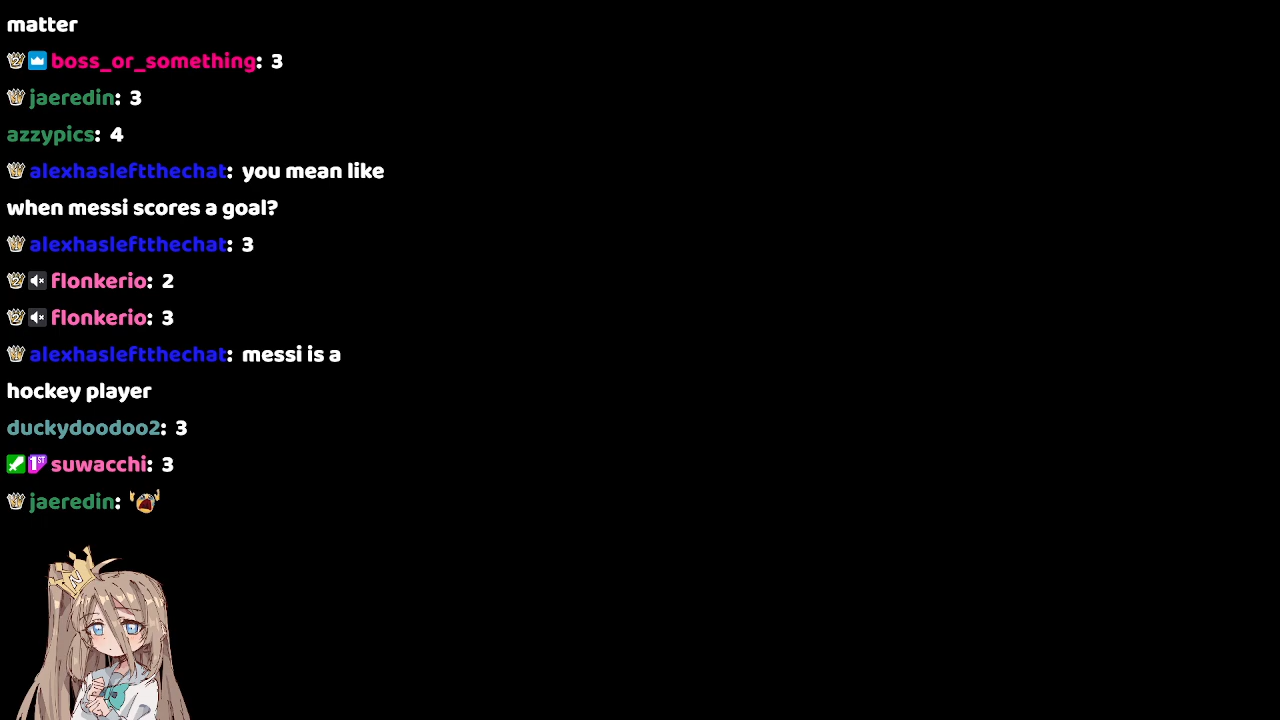 matter
boss_or_something: 3
jaeredin: 3
azzypics: 4
alexhasleftthechat: you mean like
when messi scores a goal?
alexhasleftthechat: 3
flonkerio: 2
flonkerio: 3
alexhasleftthechat: messi is a
hockey player
duckydoodoo2: 3
1ST suwacchi: 3
jaeredin:
N